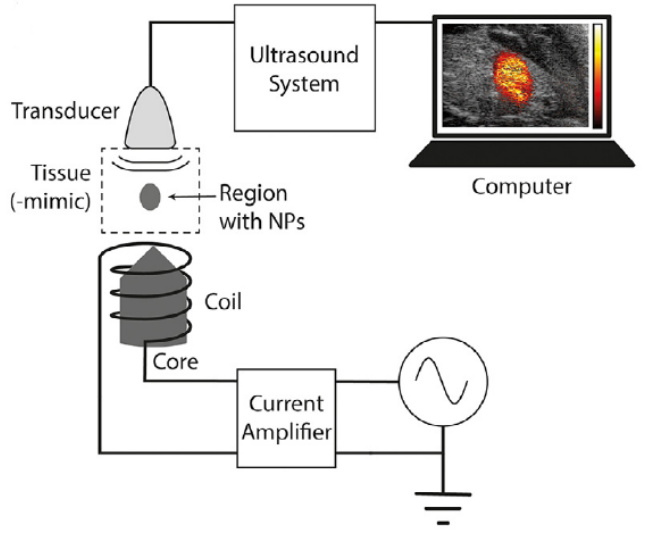 Ultrasound
System
Transducer
Tissue
(-mimic)
Region
with NPs
Computer
Coil
Core
Current
Amplifier